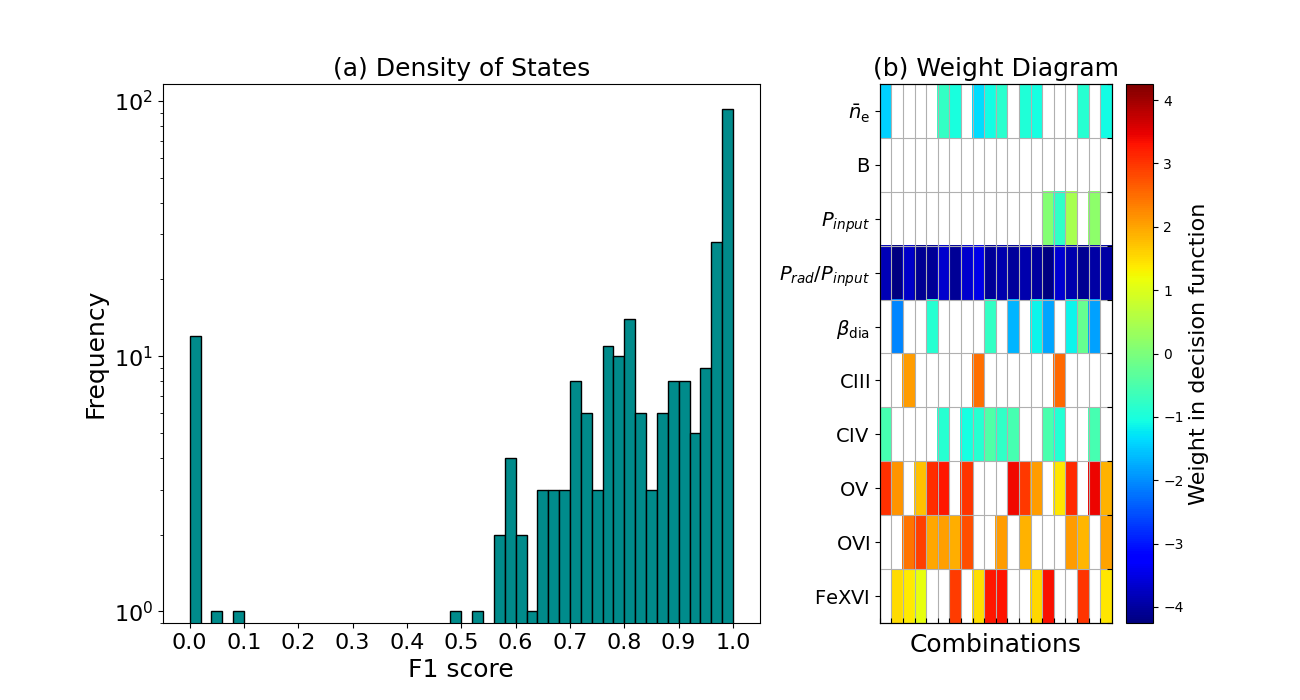 (a) Density of States
Frequency
10²
10¹
10⁰
0.0 0.1 0.2 0.3 0.4 0.5 0.6 0.7 0.8 0.9 1.0
F1 score
(b) Weight Diagram
n̄e
B
Pinput
Prad/Pinput
βdia
CIII
CIV
OV
OVI
FeXVI
Combinations
4
3
2
1
0
−1
−2
−3
−4
Weight in decision function